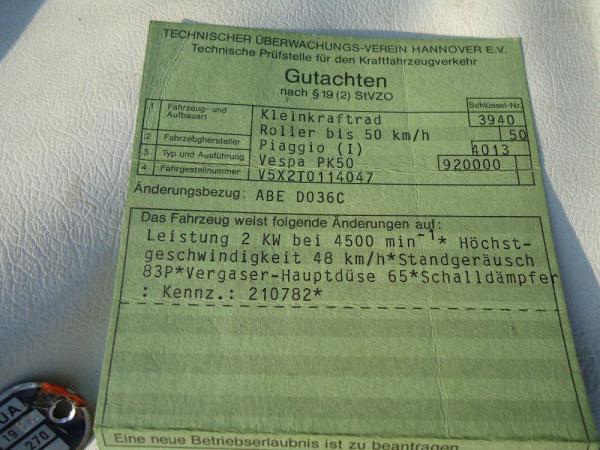 TECHNISCHER ÜBERWACHUNGS-VEREIN HANNOVER E.V.
Technische Prüfstelle für den Kraftfahrzeugverkehr
Gutachten
nach § 19 (2) StVZO
Schlüssel-Nr.
1 Fahrzeug- und Aufbauart Kleinkraftrad 3940
Roller bis 50 km/h 50
2 Fahrzeughersteller Piaggio (I) 4013
3 Typ und Ausführung Vespa PK50 920000
4 Fahrgestellnummer V5X2T0114047
Änderungsbezug: ABE D036C
Das Fahrzeug weist folgende Änderungen auf:
Leistung 2 KW bei 4500 min⁻¹* Höchst-
geschwindigkeit 48 km/h*Standgeräusch
83P*Vergaser-Hauptdüse 65*Schalldämpfer
: Kennz.: 210782*
Eine neue Betriebserlaubnis ist zu beantragen
UA
19
270